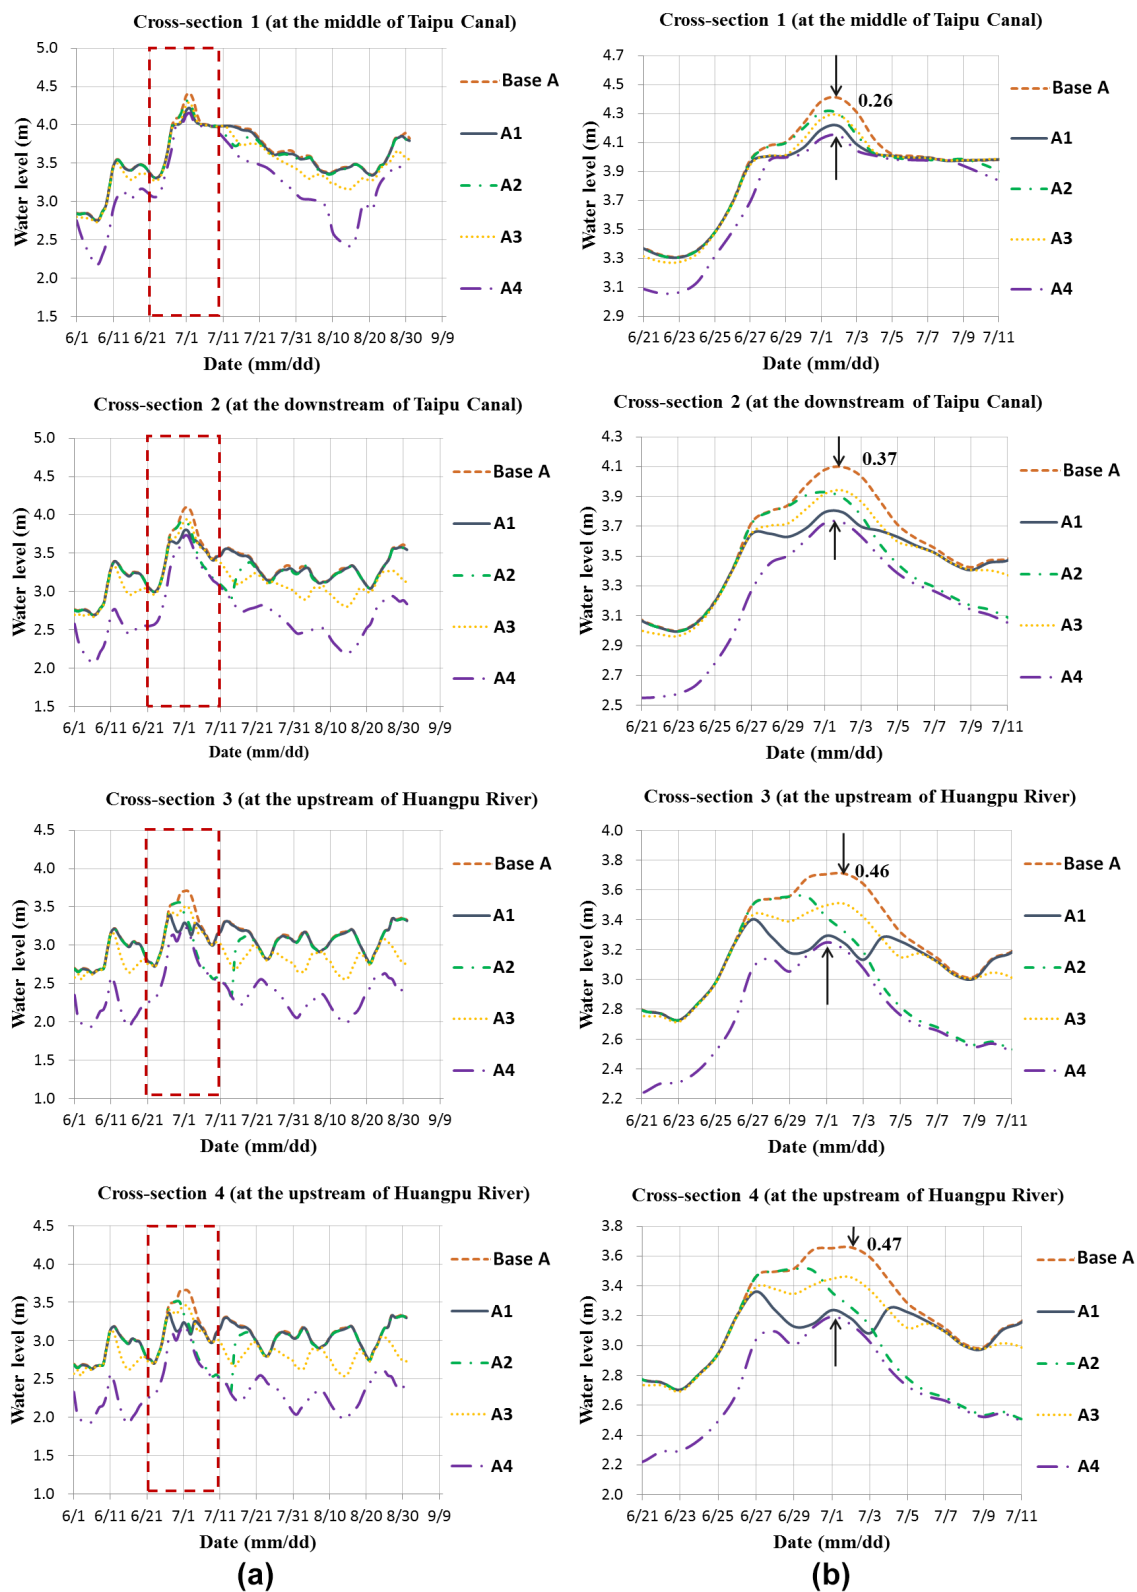 Cross-section 1 (at the middle of Taipu Canal)
5.0
4.5
4.0
3.5
3.0
2.5
2.0
1.5
Water level (m)
6/1 6/11 6/21 7/1 7/11 7/21 7/31 8/10 8/20 8/30 9/9
Date (mm/dd)
Base A
A1
A2
A3
A4
Cross-section 1 (at the middle of Taipu Canal)
4.7
4.5
4.3
4.1
3.9
3.7
3.5
3.3
3.1
2.9
Water level (m)
0.26
6/21 6/23 6/25 6/27 6/29 7/1 7/3 7/5 7/7 7/9 7/11
Date (mm/dd)
Base A
A1
A2
A3
A4
Cross-section 2 (at the downstream of Taipu Canal)
5.0
4.5
4.0
3.5
3.0
2.5
2.0
1.5
Water level (m)
6/1 6/11 6/21 7/1 7/11 7/21 7/31 8/10 8/20 8/30 9/9
Date (mm/dd)
Base A
A1
A2
A3
A4
Cross-section 2 (at the downstream of Taipu Canal)
4.3
4.1
3.9
3.7
3.5
3.3
3.1
2.9
2.7
2.5
Water level (m)
0.37
6/21 6/23 6/25 6/27 6/29 7/1 7/3 7/5 7/7 7/9 7/11
Date (mm/dd)
Base A
A1
A2
A3
A4
Cross-section 3 (at the upstream of Huangpu River)
4.5
4.0
3.5
3.0
2.5
2.0
1.5
1.0
Water level (m)
6/1 6/11 6/21 7/1 7/11 7/21 7/31 8/10 8/20 8/30 9/9
Date (mm/dd)
Base A
A1
A2
A3
A4
Cross-section 3 (at the upstream of Huangpu River)
4.0
3.8
3.6
3.4
3.2
3.0
2.8
2.6
2.4
2.2
Water level (m)
0.46
6/21 6/23 6/25 6/27 6/29 7/1 7/3 7/5 7/7 7/9 7/11
Date (mm/dd)
Base A
A1
A2
A3
A4
Cross-section 4 (at the upstream of Huangpu River)
4.5
4.0
3.5
3.0
2.5
2.0
1.5
1.0
Water level (m)
6/1 6/11 6/21 7/1 7/11 7/21 7/31 8/10 8/20 8/30 9/9
Date (mm/dd)
Base A
A1
A2
A3
A4
Cross-section 4 (at the upstream of Huangpu River)
3.8
3.6
3.4
3.2
3.0
2.8
2.6
2.4
2.2
2.0
Water level (m)
0.47
6/21 6/23 6/25 6/27 6/29 7/1 7/3 7/5 7/7 7/9 7/11
Date (mm/dd)
Base A
A1
A2
A3
A4
(a)
(b)